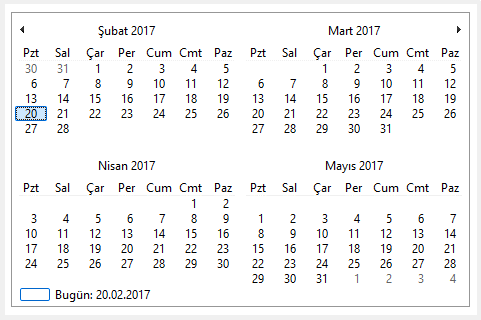 Şubat 2017
Pzt Sal Çar Per Cum Cmt Paz
30 31 1 2 3 4 5
6 7 8 9 10 11 12
13 14 15 16 17 18 19
20 21 22 23 24 25 26
27 28
Mart 2017
Pzt Sal Çar Per Cum Cmt Paz
1 2 3 4 5
6 7 8 9 10 11 12
13 14 15 16 17 18 19
20 21 22 23 24 25 26
27 28 29 30 31
Nisan 2017
Pzt Sal Çar Per Cum Cmt Paz
1 2
3 4 5 6 7 8 9
10 11 12 13 14 15 16
17 18 19 20 21 22 23
24 25 26 27 28 29 30
Mayıs 2017
Pzt Sal Çar Per Cum Cmt Paz
1 2 3 4 5 6 7
8 9 10 11 12 13 14
15 16 17 18 19 20 21
22 23 24 25 26 27 28
29 30 31 1 2 3 4
Bugün: 20.02.2017